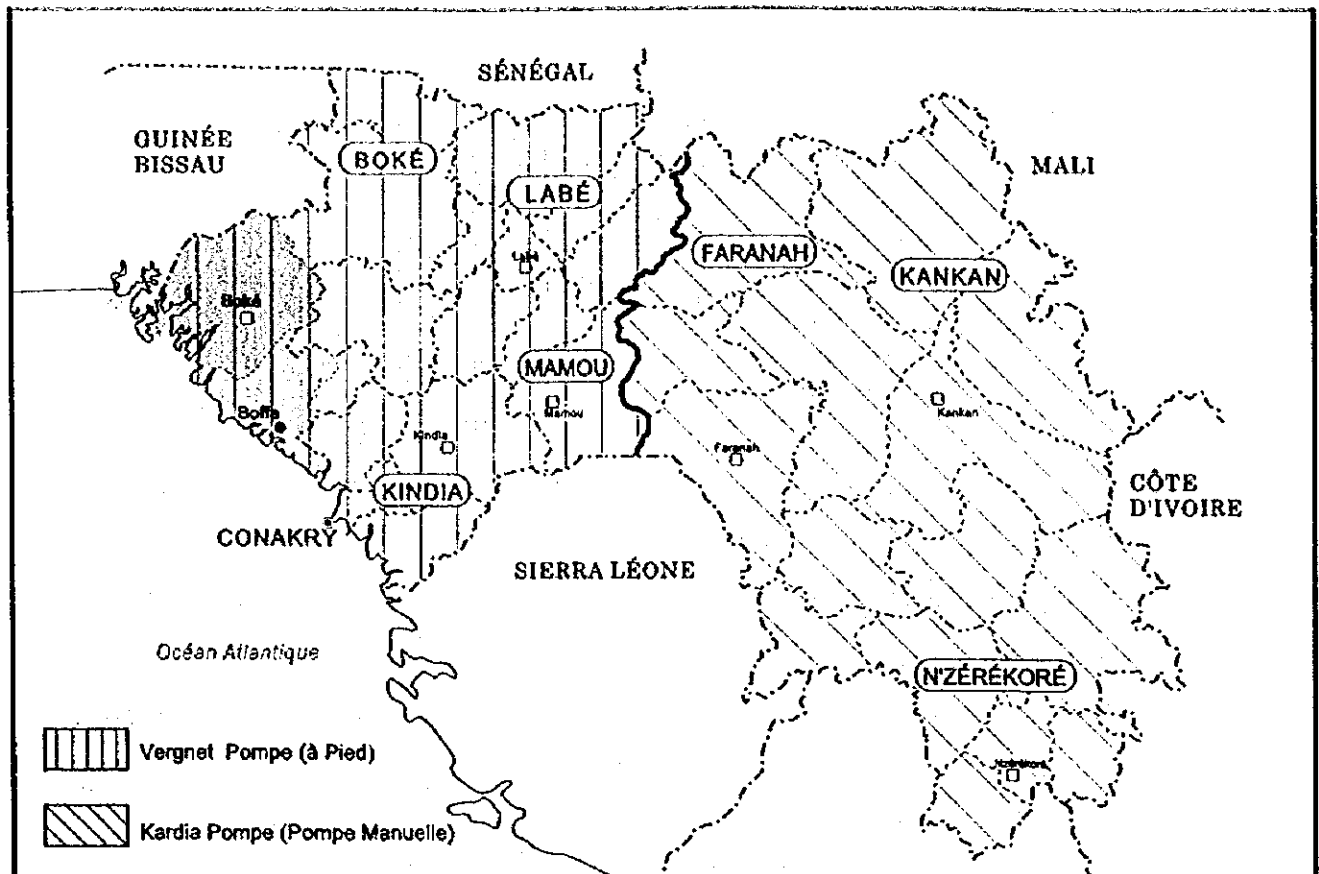 SÉNÉGAL
GUINÉE
BISSAU
BOKÉ
MALI
LABÉ
FARANAH
KANKAN
Labé
Boké
MAMOU
Mamou
Kankan
Boffa
Kindia
Faranah
KINDIA
CÔTE
D'IVOIRE
CONAKRY
SIERRA LÉONE
Océan Atlantique
N'ZÉRÉKORÉ
Nzérékoré
Vergnet Pompe (à Pied)
Kardia Pompe (Pompe Manuelle)